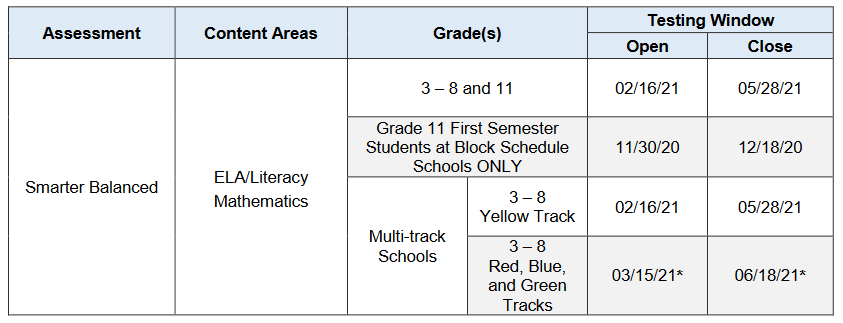 Assessment
Content Areas
Grade(s)
Testing Window
Open
Close
Smarter Balanced
ELA/Literacy
Mathematics
3 – 8 and 11
02/16/21
05/28/21
Grade 11 First Semester
Students at Block Schedule
Schools ONLY
11/30/20
12/18/20
Multi-track
Schools
3 – 8
Yellow Track
02/16/21
05/28/21
3 – 8
Red, Blue,
and Green
Tracks
03/15/21*
06/18/21*